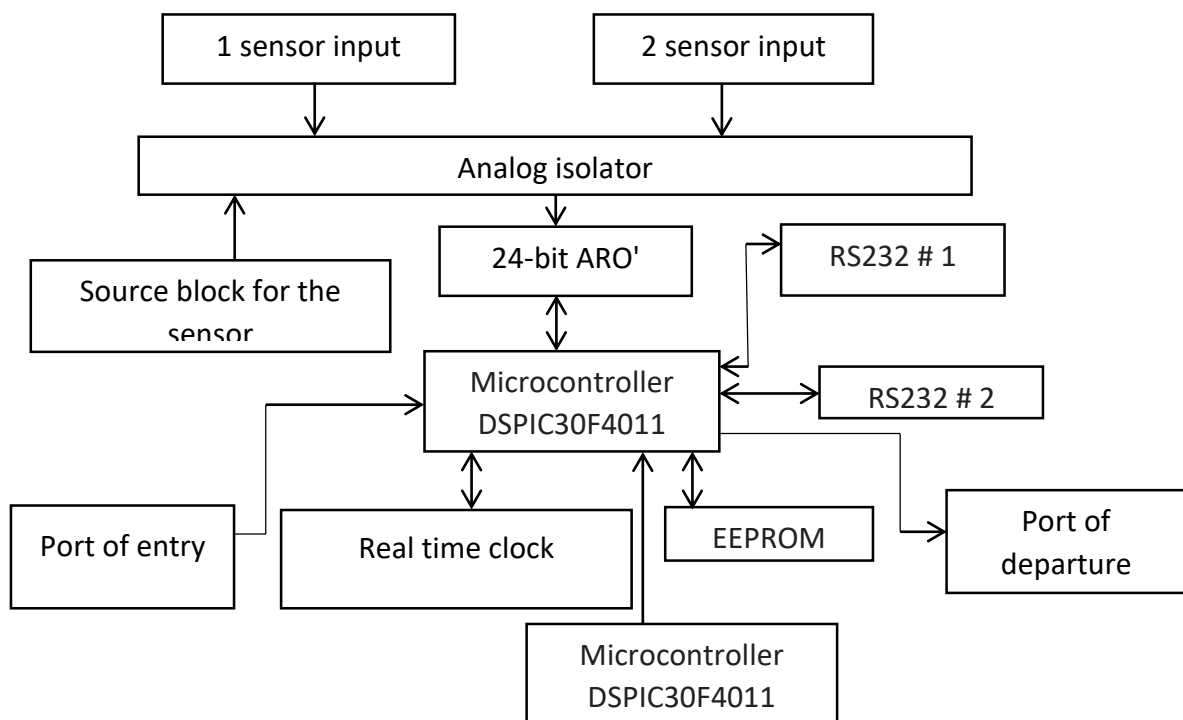 1 sensor input
2 sensor input
Analog isolator
24-bit ARO'
RS232 # 1
Source block for the
sensor
Microcontroller
DSPIC30F4011
RS232 # 2
Port of entry
Real time clock
EEPROM
Port of
departure
Microcontroller
DSPIC30F4011